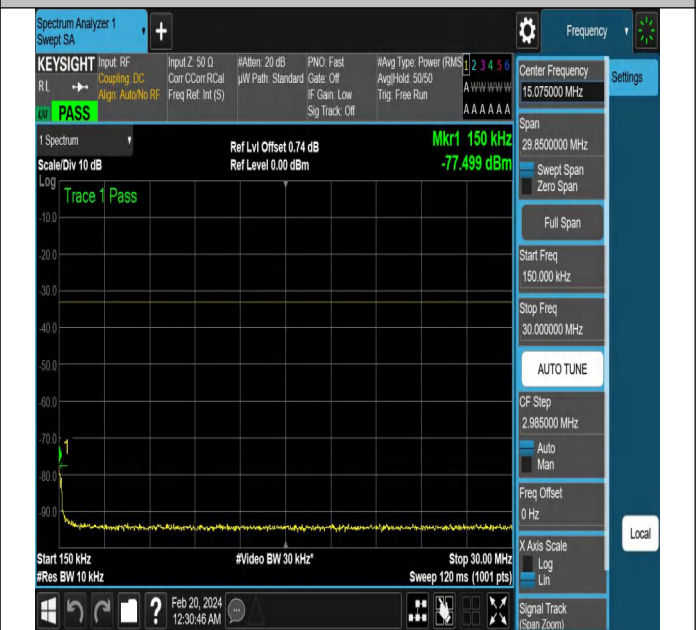 Spectrum Analyzer 1
Swept SA
+
Frequency
KEYSIGHT
RL
PASS
Input: RF
Coupling: DC
Align: Auto/No RF
Input Z: 50 Ω
Corr CCorr RCal
Freq Ref: Int (S)
#Atten: 20 dB
µW Path: Standard
PNO: Fast
Gate: Off
IF Gain: Low
Sig Track: Off
#Avg Type: Power (RMS
Avg|Hold: 50/50
Trig: Free Run
1 2 3 4 5 6
A W W W W W
A A A A A A
1 Spectrum
Scale/Div 10 dB
Ref Lvl Offset 0.74 dB
Ref Level 0.00 dBm
Mkr1 150 kHz
-77.499 dBm
Log
Trace 1 Pass
-10.0
-20.0
-30.0
-40.0
-50.0
-60.0
-70.0
1
-80.0
-90.0
Start 150 kHz
#Res BW 10 kHz
#Video BW 30 kHz*
Stop 30.00 MHz
Sweep 120 ms (1001 pts)
Center Frequency
15.075000 MHz
Settings
Span
29.8500000 MHz
Swept Span
Zero Span
Full Span
Start Freq
150.000 kHz
Stop Freq
30.000000 MHz
AUTO TUNE
CF Step
2.985000 MHz
Auto
Man
Freq Offset
0 Hz
X Axis Scale
Log
Lin
Local
Signal Track
(Span Zoom)
?
Feb 20, 2024
12:30:46 AM